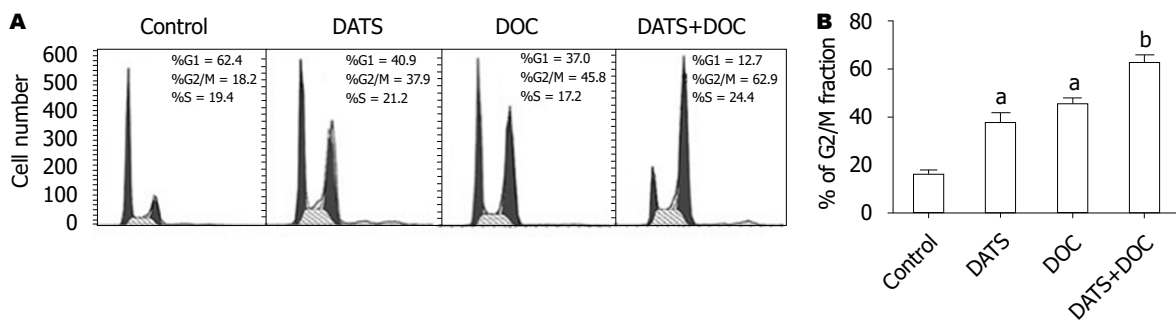 A
Control
DATS
DOC
DATS+DOC
Cell number
600
500
400
300
200
100
0
%G1 = 62.4
%G2/M = 18.2
%S = 19.4
%G1 = 40.9
%G2/M = 37.9
%S = 21.2
%G1 = 37.0
%G2/M = 45.8
%S = 17.2
%G1 = 12.7
%G2/M = 62.9
%S = 24.4
B
% of G2/M fraction
80
60
40
20
0
a
a
b
Control
DATS
DOC
DATS+DOC